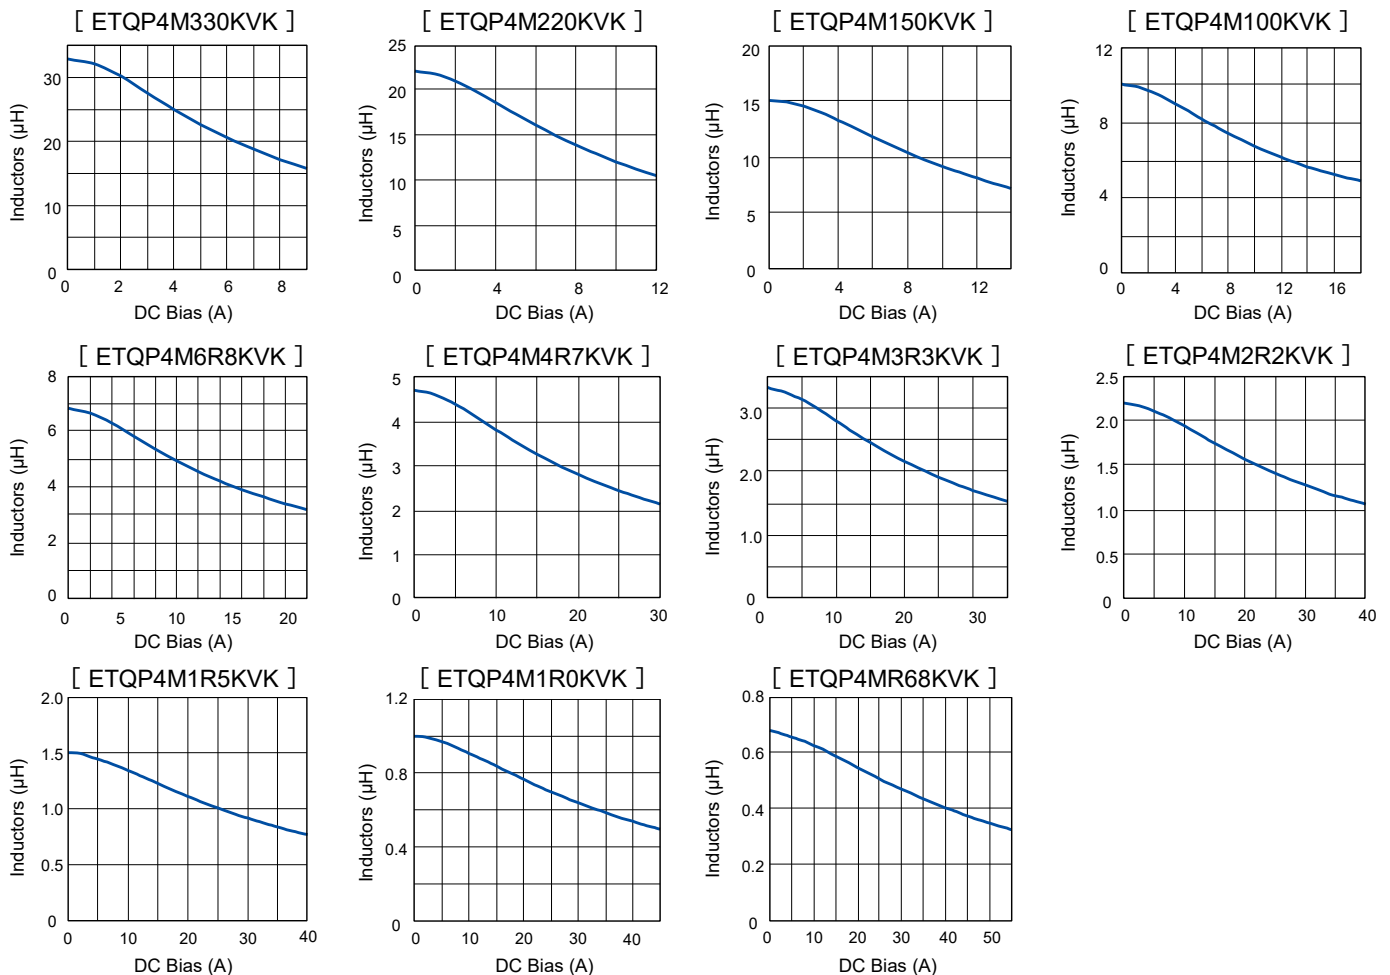 [ ETQP4M330KVK ]
Inductors (µH)
30
20
10
0
0 2 4 6 8
DC Bias (A)
[ ETQP4M220KVK ]
Inductors (µH)
25
20
15
10
5
0
0 4 8 12
DC Bias (A)
[ ETQP4M150KVK ]
Inductors (µH)
20
15
10
5
0
0 4 8 12
DC Bias (A)
[ ETQP4M100KVK ]
Inductors (µH)
12
8
4
0
0 4 8 12 16
DC Bias (A)
[ ETQP4M6R8KVK ]
Inductors (µH)
8
6
4
2
0
0 5 10 15 20
DC Bias (A)
[ ETQP4M4R7KVK ]
Inductors (µH)
5
4
3
2
1
0
0 10 20 30
DC Bias (A)
[ ETQP4M3R3KVK ]
Inductors (µH)
3.0
2.0
1.0
0
0 10 20 30
DC Bias (A)
[ ETQP4M2R2KVK ]
Inductors (µH)
2.5
2.0
1.5
1.0
0.5
0
0 10 20 30 40
DC Bias (A)
[ ETQP4M1R5KVK ]
Inductors (µH)
2.0
1.5
1.0
0.5
0
0 10 20 30 40
DC Bias (A)
[ ETQP4M1R0KVK ]
Inductors (µH)
1.2
0.8
0.4
0
0 10 20 30 40
DC Bias (A)
[ ETQP4MR68KVK ]
Inductors (µH)
0.8
0.6
0.4
0.2
0
0 10 20 30 40 50
DC Bias (A)